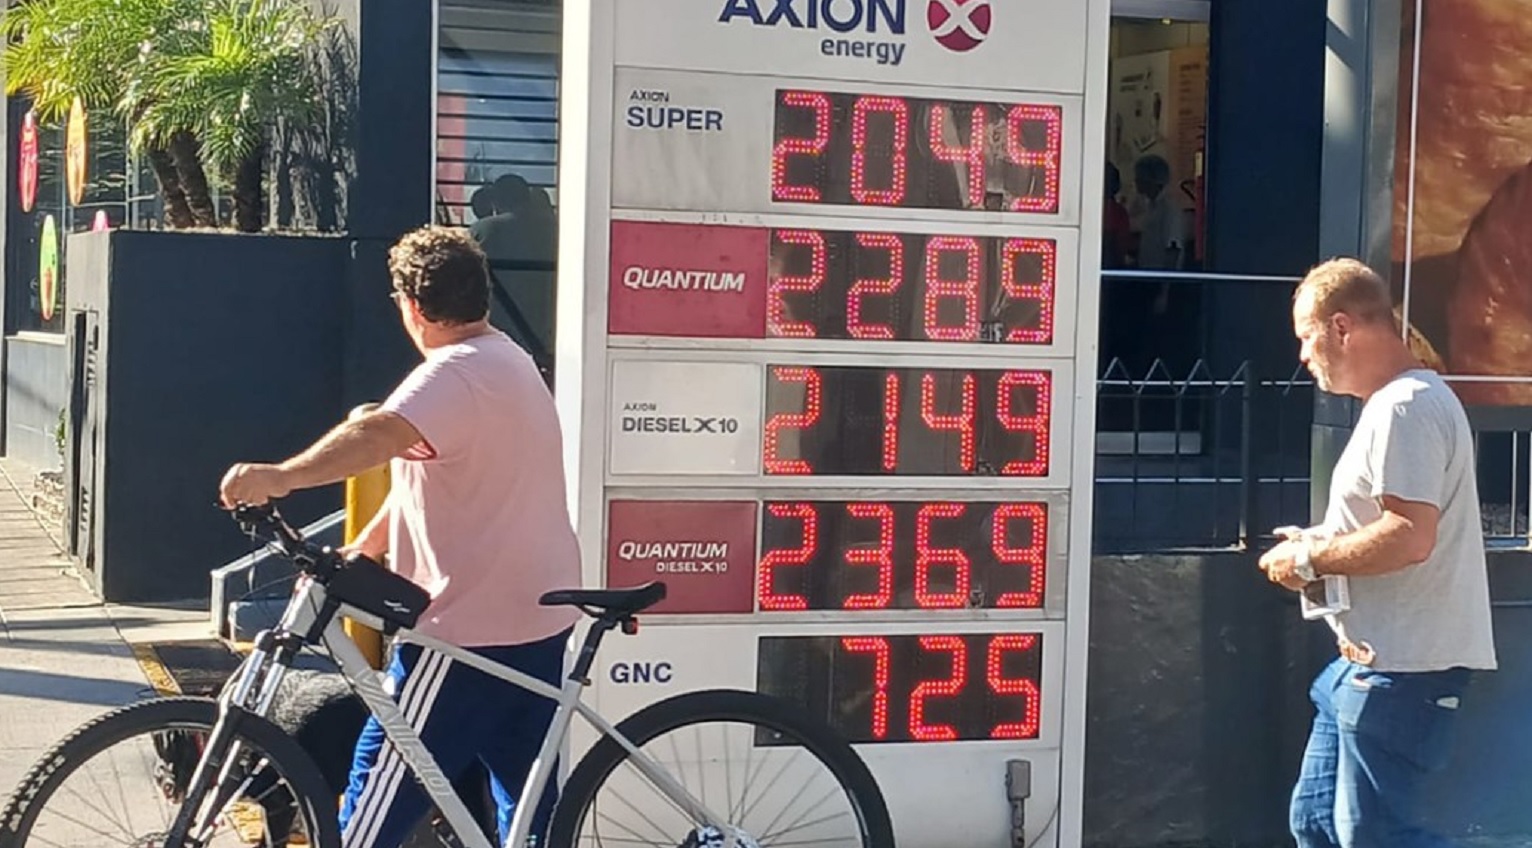 AXION
energy
AXION
SUPER 2049
QUANTIUM 2289
AXION
DIESEL X10 2149
QUANTIUM 2369
DIESEL X10
GNC 725